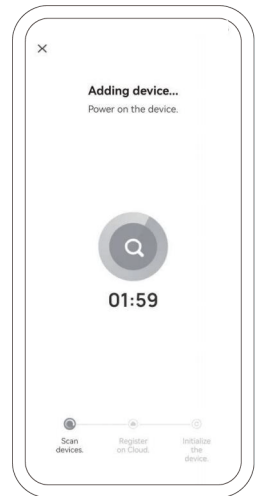 Adding device...
Power on the device.
01:59
Scan
devices.
Register
on Cloud.
Initialize
the
device.